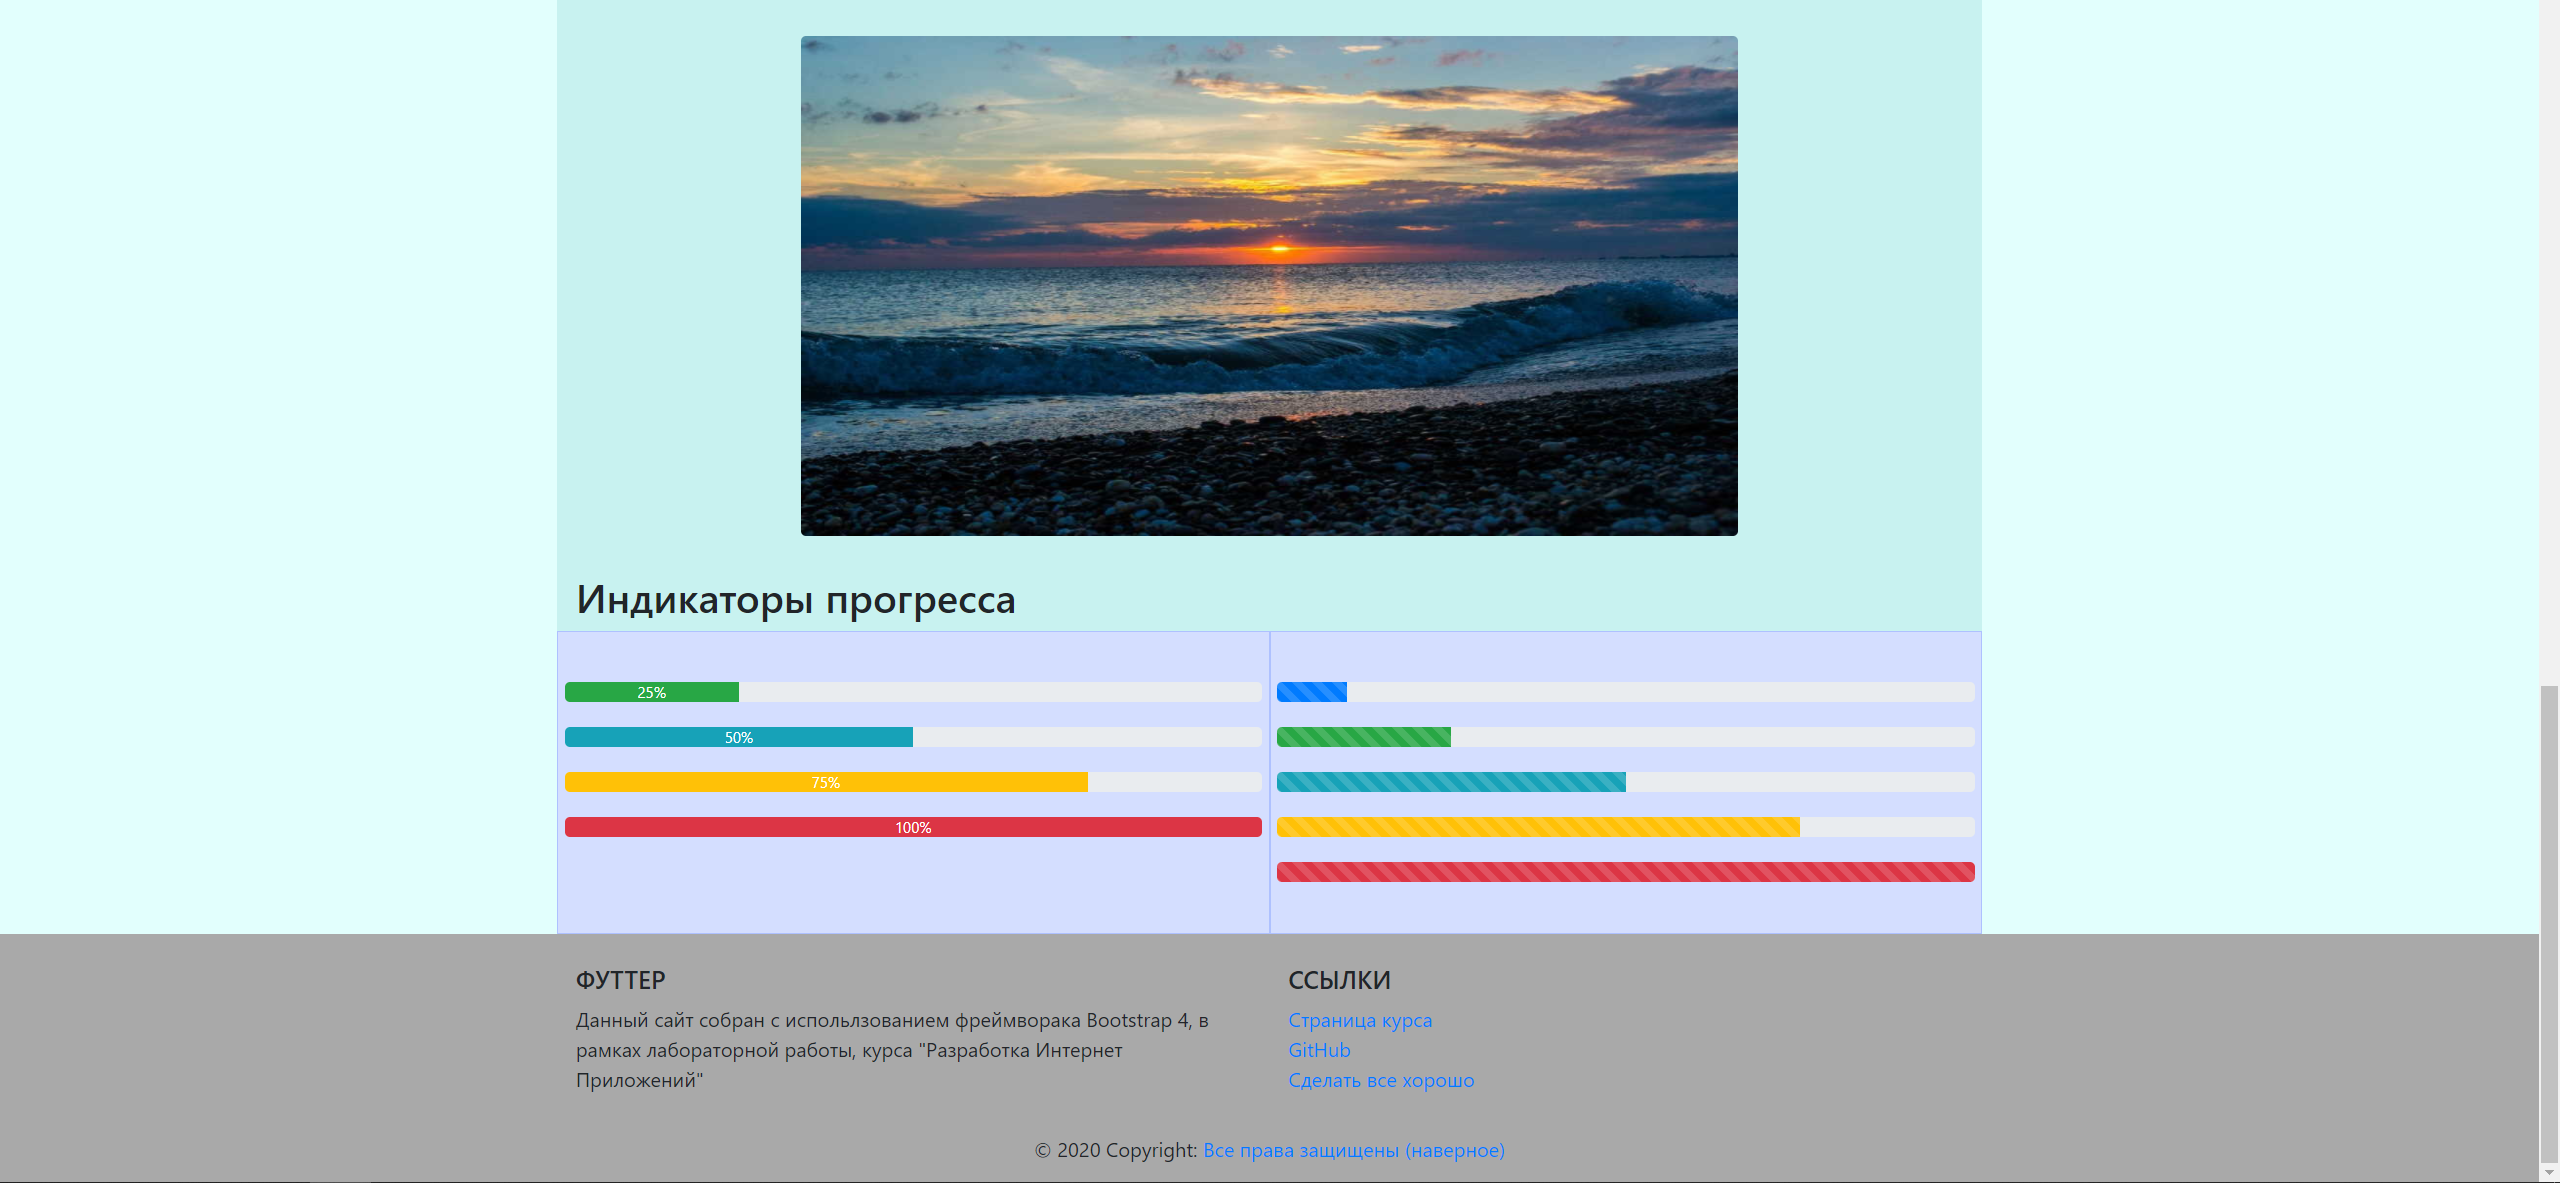 Индикаторы прогресса
25%
50%
75%
100%
ФУТТЕР
Данный сайт собран с испольлзованием фреймворака Bootstrap 4, в
рамках лабораторной работы, курса "Разработка Интернет
Приложений"
ССЫЛКИ
Страница курса
GitHub
Сделать все хорошо
© 2020 Copyright: Все права защищены (наверное)